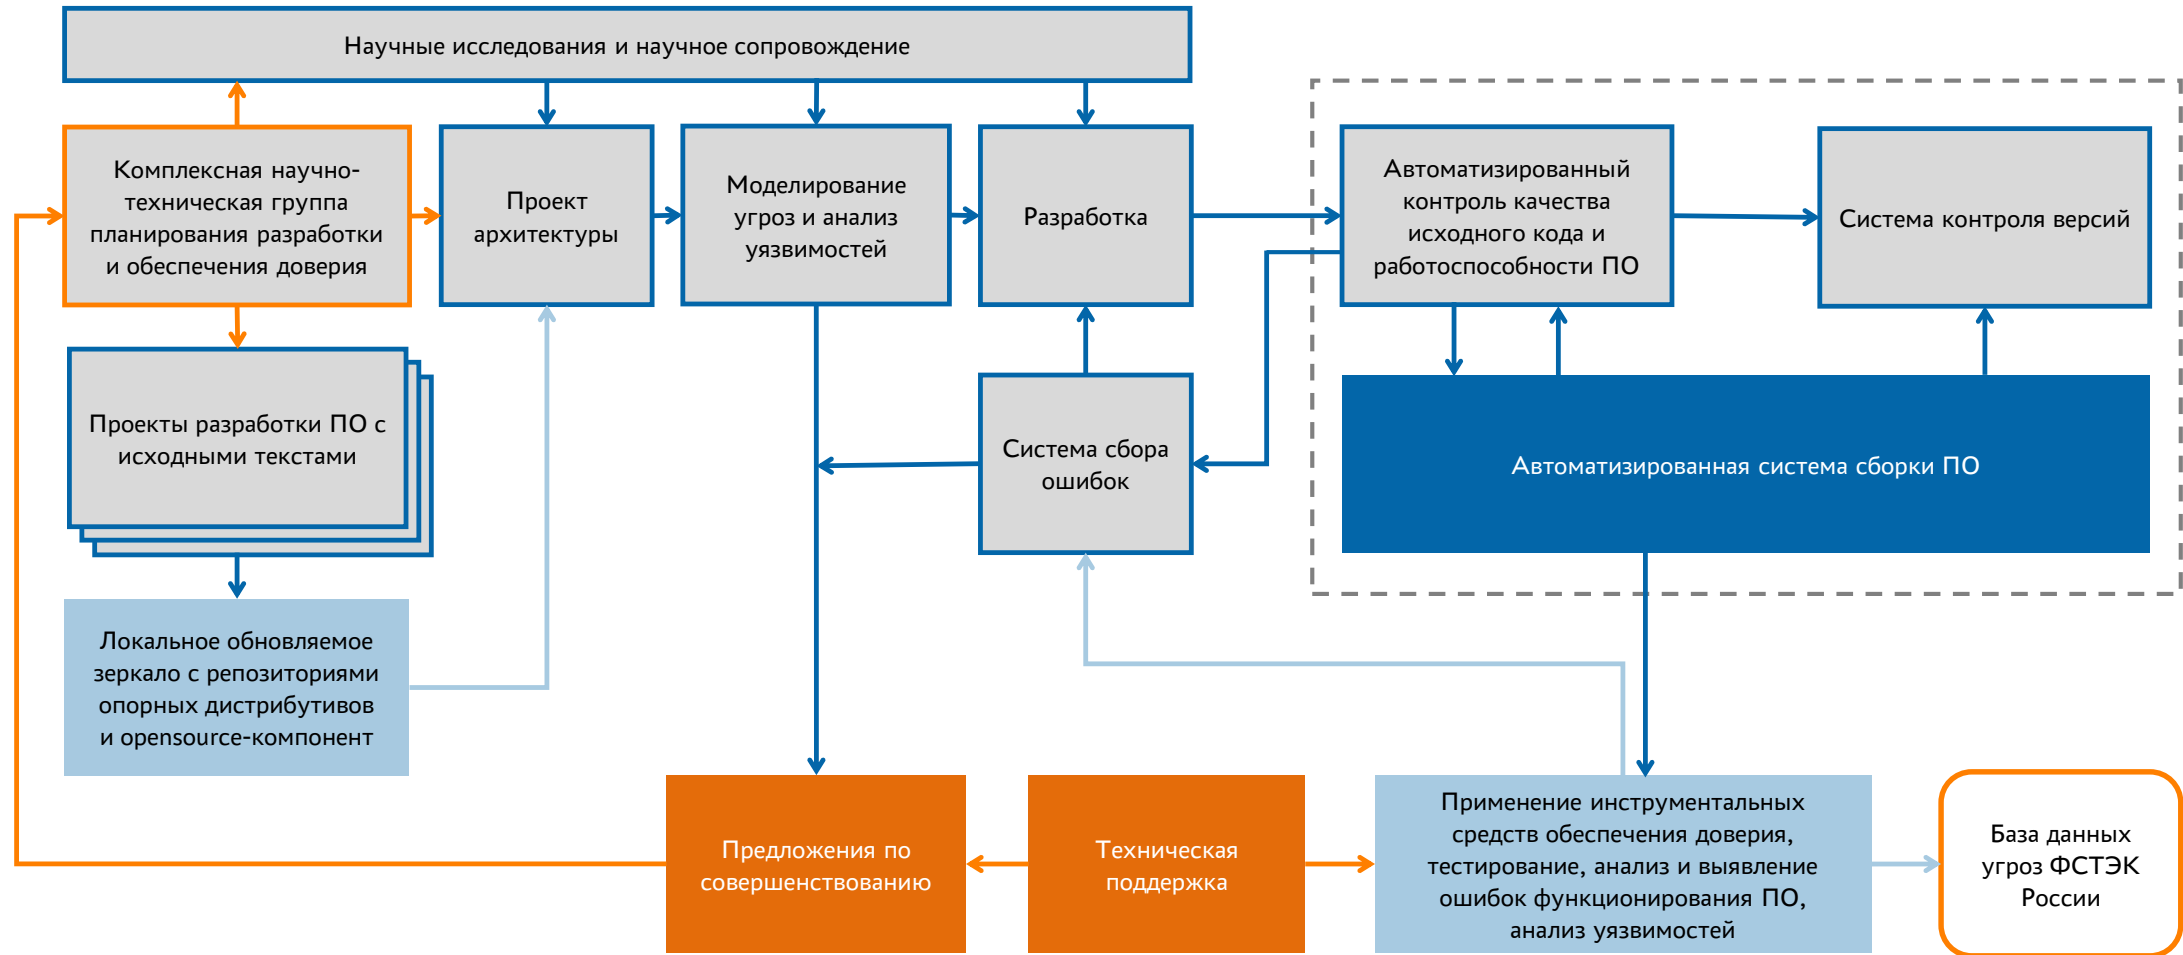 Научные исследования и научное сопровождение
Комплексная научно-
техническая группа
планирования разработки
и обеспечения доверия
Проект
архитектуры
Моделирование
угроз и анализ
уязвимостей
Разработка
Автоматизированный
контроль качества
исходного кода и
работоспособности ПО
Система контроля версий
Проекты разработки ПО с
исходными текстами
Система сбора
ошибок
Автоматизированная система сборки ПО
Локальное обновляемое
зеркало с репозиториями
опорных дистрибутивов
и opensource-компонент
Предложения по
совершенствованию
Техническая
поддержка
Применение инструментальных
средств обеспечения доверия,
тестирование, анализ и выявление
ошибок функционирования ПО,
анализ уязвимостей
База данных
угроз ФСТЭК
России